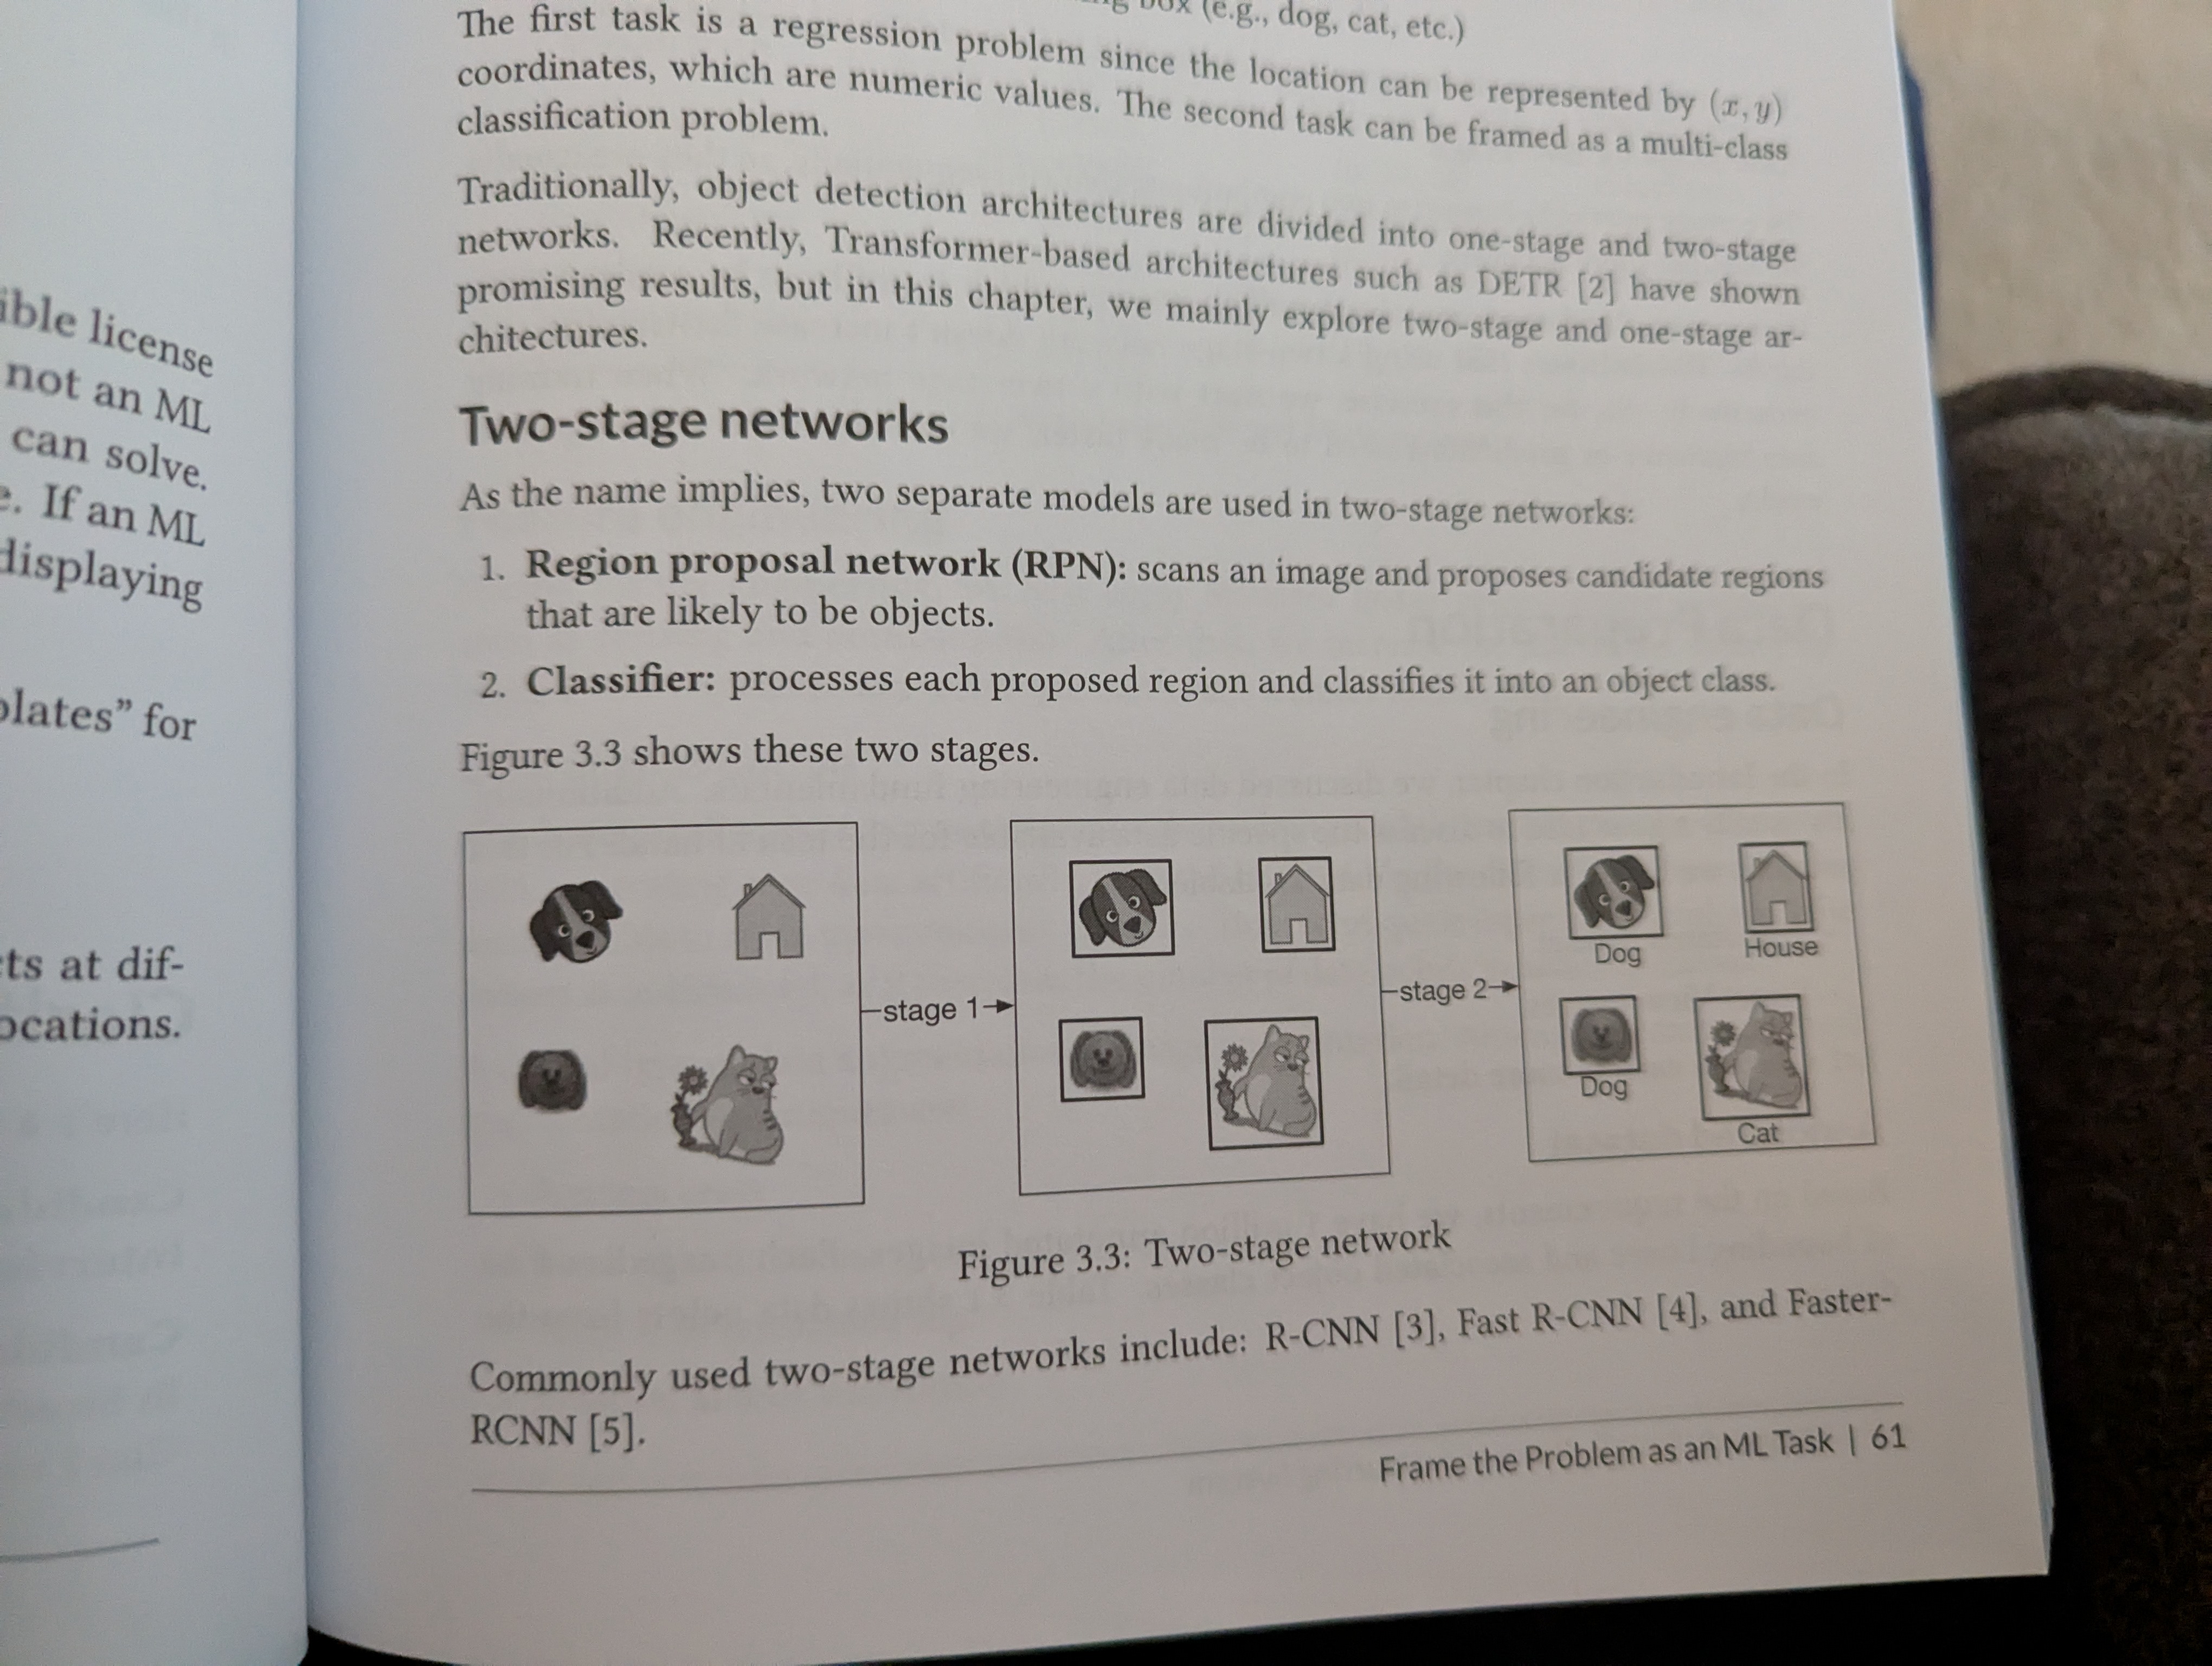 ible license
not an ML
can solve.
e. If an ML
displaying
plates” for
ts at dif-
ocations.
box (e.g., dog, cat, etc.)
The first task is a regression problem since the location can be represented by (x, y)
coordinates, which are numeric values. The second task can be framed as a multi-class
classification problem.
Traditionally, object detection architectures are divided into one-stage and two-stage
networks. Recently, Transformer-based architectures such as DETR [2] have shown
promising results, but in this chapter, we mainly explore two-stage and one-stage ar-
chitectures.
Two-stage networks
As the name implies, two separate models are used in two-stage networks:
1. Region proposal network (RPN): scans an image and proposes candidate regions
that are likely to be objects.
2. Classifier: processes each proposed region and classifies it into an object class.
Figure 3.3 shows these two stages.
stage 1
stage 2
Dog
House
Dog
Cat
Figure 3.3: Two-stage network
Commonly used two-stage networks include: R-CNN [3], Fast R-CNN [4], and Faster-
RCNN [5].
Frame the Problem as an ML Task | 61